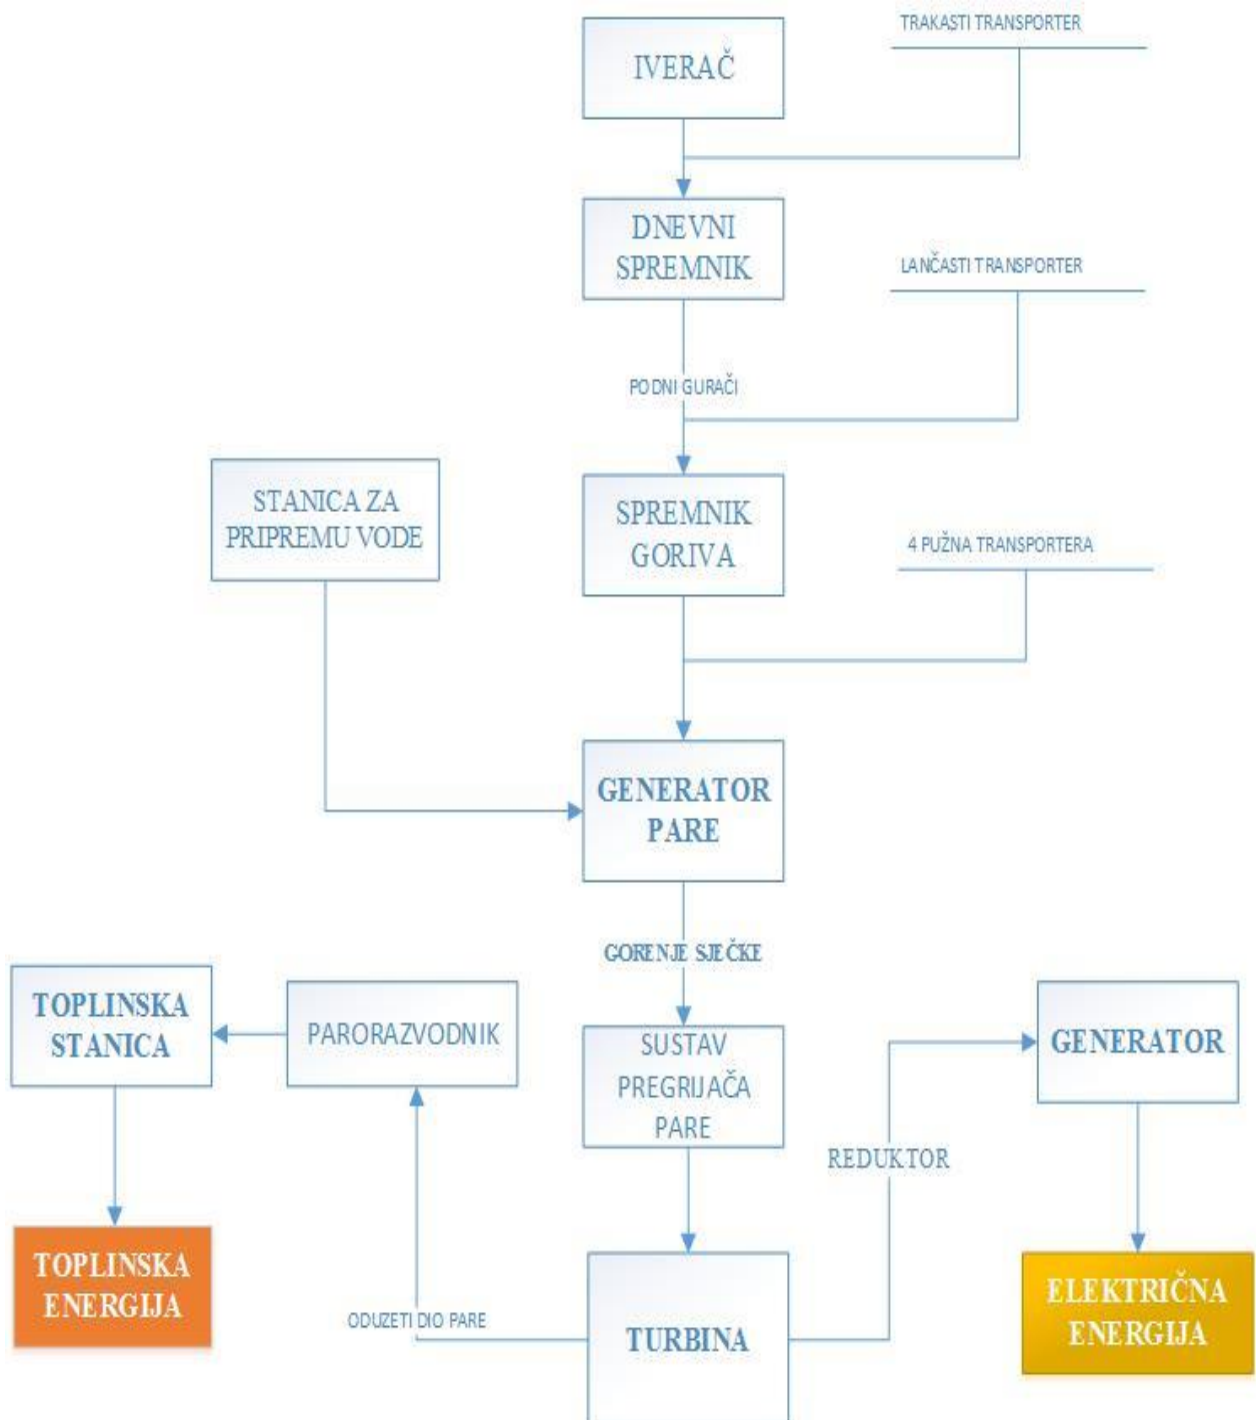 TRAKASTI TRANSPORTER
IVERAČ
DNEVNI
SPREMNIK
LANČASTI TRANSPORTER
PODNI GURAČI
STANICA ZA
PRIPREMU VODE
SPREMNIK
GORIVA
4 PUŽNA TRANSPORTERA
GENERATOR
PARE
GORENJE SJEČKE
TOPLINSKA
STANICA
PARORAZVODNIK
SUSTAV
PREGRIJAČA
PARE
GENERATOR
REDUKTOR
TOPLINSKA
ENERGIJA
ODUZETI DIO PARE
TURBINA
ELEKTRIČNA
ENERGIJA